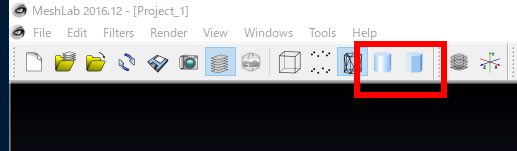 MeshLab 2016.12 - [Project_1]
File Edit Filters Render View Windows Tools Help